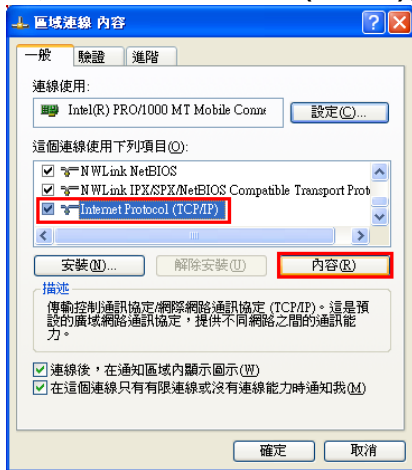 區域連線 內容
一般 驗證 進階
連線使用:
Intel(R) PRO/1000 MT Mobile Conne
設定(C)...
這個連線使用下列項目(O):
NWLink NetBIOS
NWLink IPX/SPX/NetBIOS Compatible Transport Prot
Internet Protocol (TCP/IP)
安裝(N)... 解除安裝(U) 內容(R)
描述
傳輸控制通訊協定/網際網路通訊協定 (TCP/IP)。這是預
設的廣域網路通訊協定，提供不同網路之間的通訊能
力。
連線後，在通知區域內顯示圖示(W)
在這個連線只有有限連線或沒有連線能力時通知我(M)
確定 取消